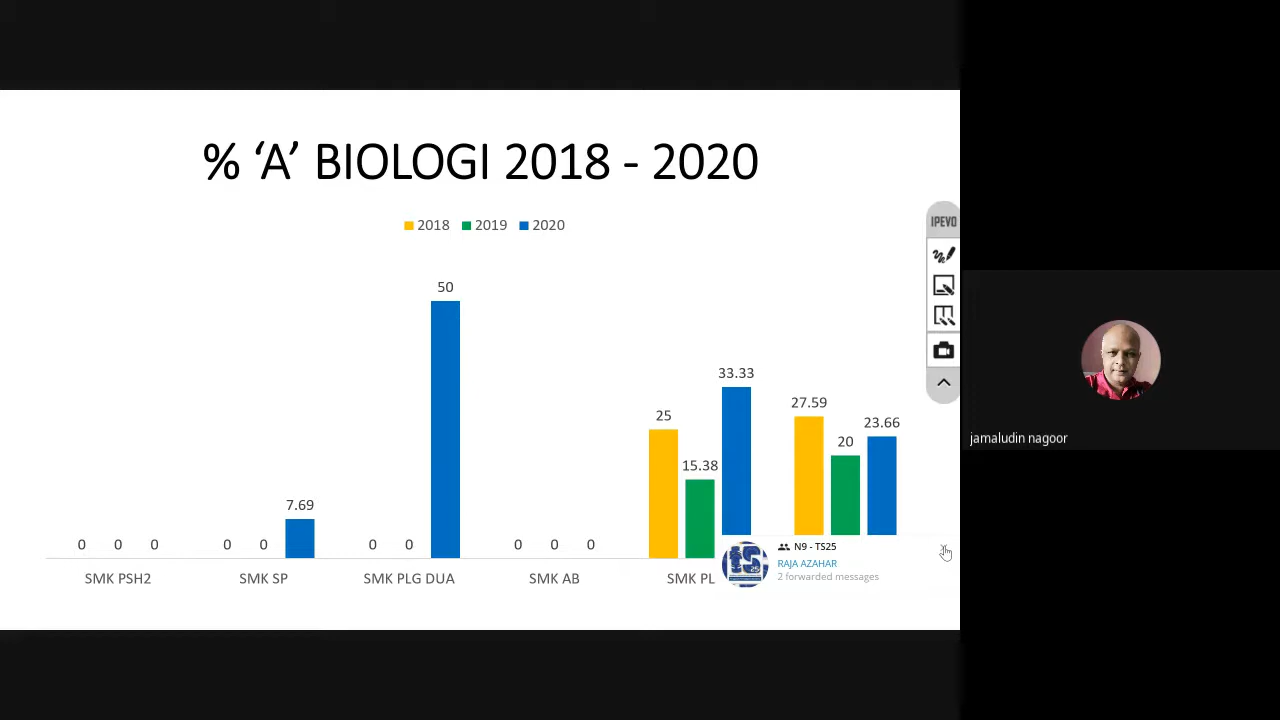 % ‘A’ BIOLOGI 2018 - 2020
2018 2019 2020
IPEVO
50
33.33
27.59
25
23.66
20
15.38
7.69
0 0 0 0 0 0 0 0 0 0
SMK PSH2 SMK SP SMK PLG DUA SMK AB SMK PL
N9 - TS25
RAJA AZAHAR
2 forwarded messages
jamaludin nagoor